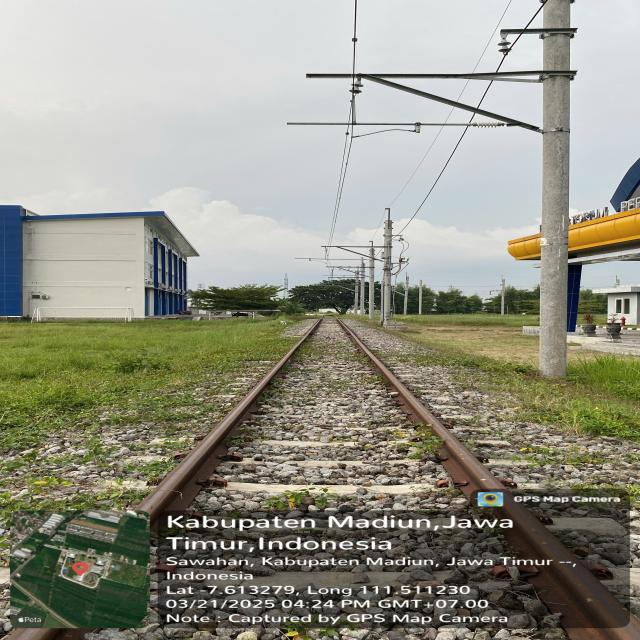 GPS Map Camera
Kabupaten Madiun,Jawa
Timur,Indonesia
Sawahan, Kabupaten Madiun, Jawa Timur --,
Indonesia
Lat -7.613279, Long 111.511230
03/21/2025 04:24 PM GMT+07.00
Note : Captured by GPS Map Camera
Peta